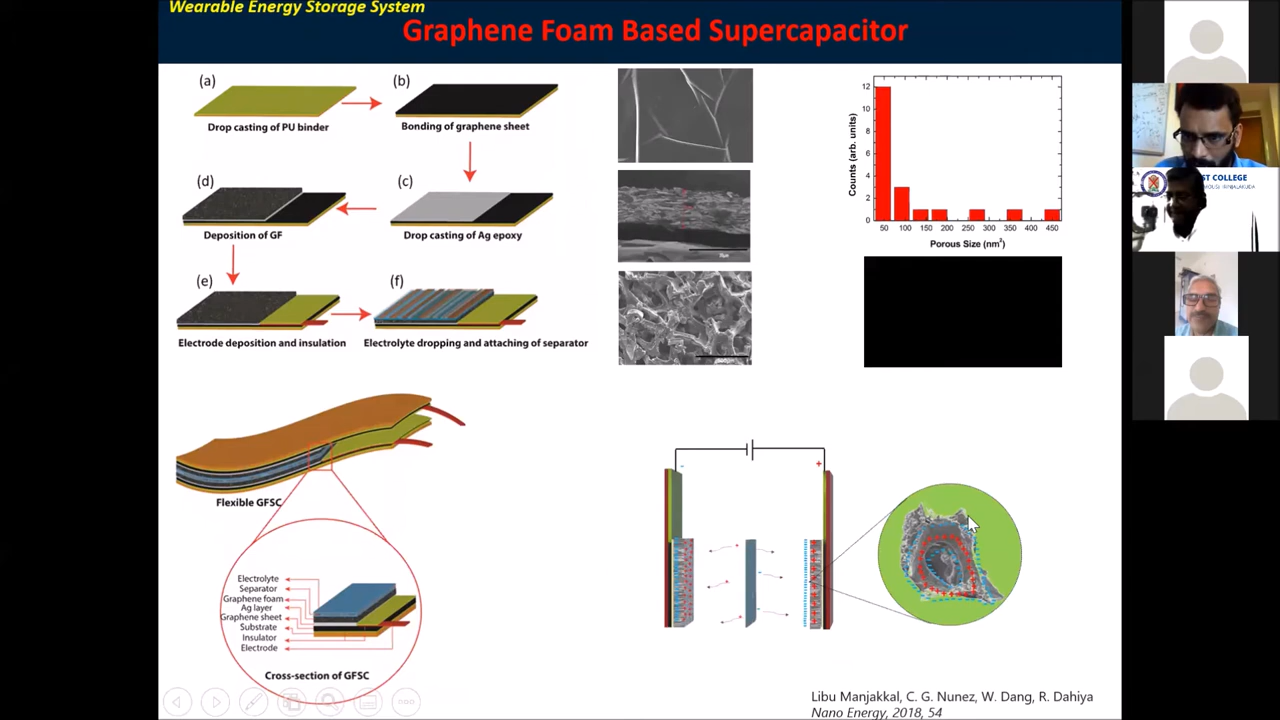 Wearable Energy Storage System
Graphene Foam Based Supercapacitor
(a)
Drop casting of PU binder
(b)
Bonding of graphene sheet
(d)
Deposition of GF
(c)
Drop casting of Ag epoxy
(e)
Electrode deposition and insulation
(f)
Electrolyte dropping and attaching of separator
Counts (arb. units)
12
10
8
6
4
2
0
50 100 150 200 250 300 350 400 450
Porous Size (nm²)
ST COLLEGE
Flexible GFSC
Electrolyte
Separator
Graphene foam
Ag layer
Graphene sheet
Substrate
Insulator
Electrode
Cross-section of GFSC
-
+
Libu Manjakkal, C. G. Nunez, W. Dang, R. Dahiya
Nano Energy, 2018, 54